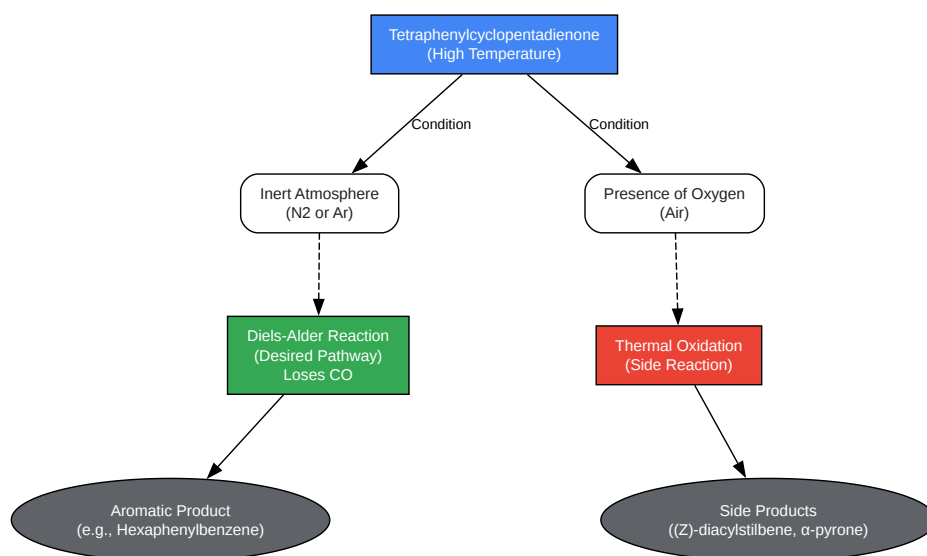 Tetraphenylcyclopentadienone
(High Temperature)
Condition
Condition
Inert Atmosphere
(N2 or Ar)
Presence of Oxygen
(Air)
Diels-Alder Reaction
(Desired Pathway)
Loses CO
Thermal Oxidation
(Side Reaction)
Aromatic Product
(e.g., Hexaphenylbenzene)
Side Products
((Z)-diacylstilbene, α-pyrone)